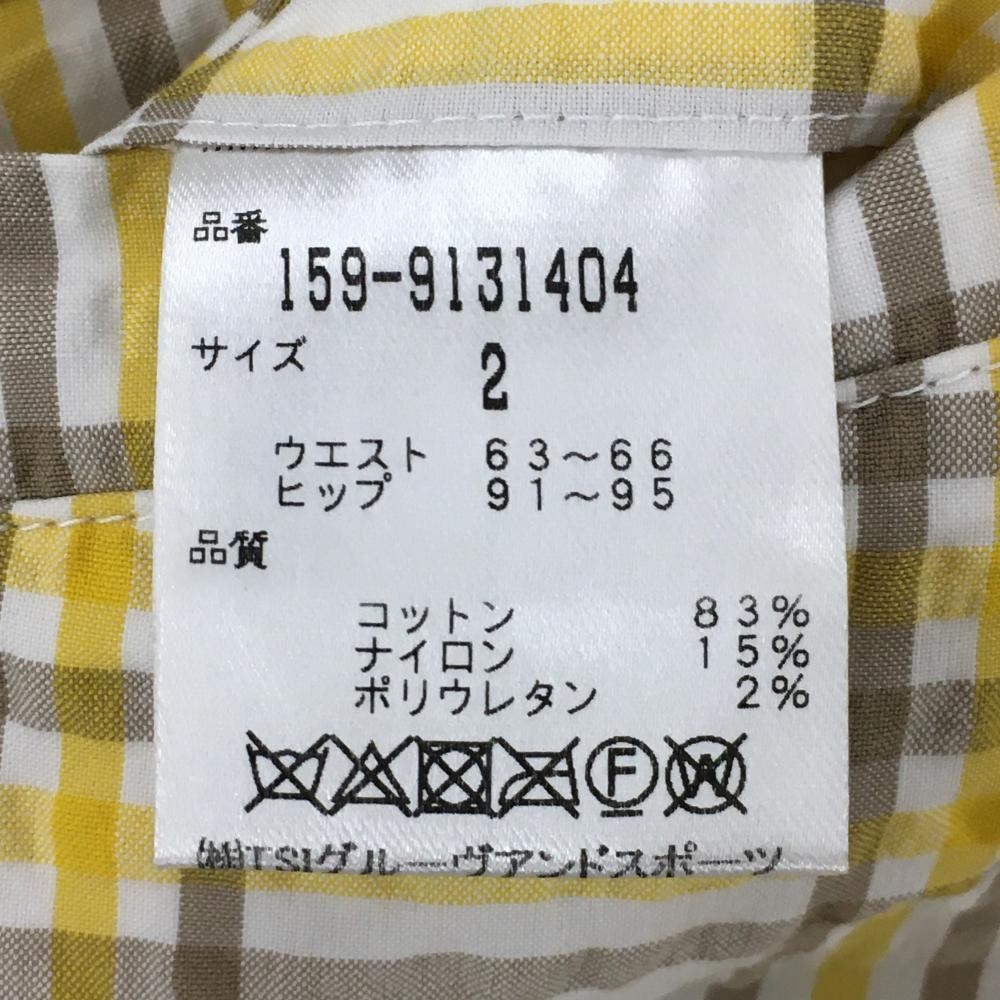 品番
159-9131404
サイズ 2
ウエスト 63〜66
ヒップ 91〜95
品質
コットン 83%
ナイロン 15%
ポリウレタン 2%
F W
㈱TSIグルーヴアンドスポーツ